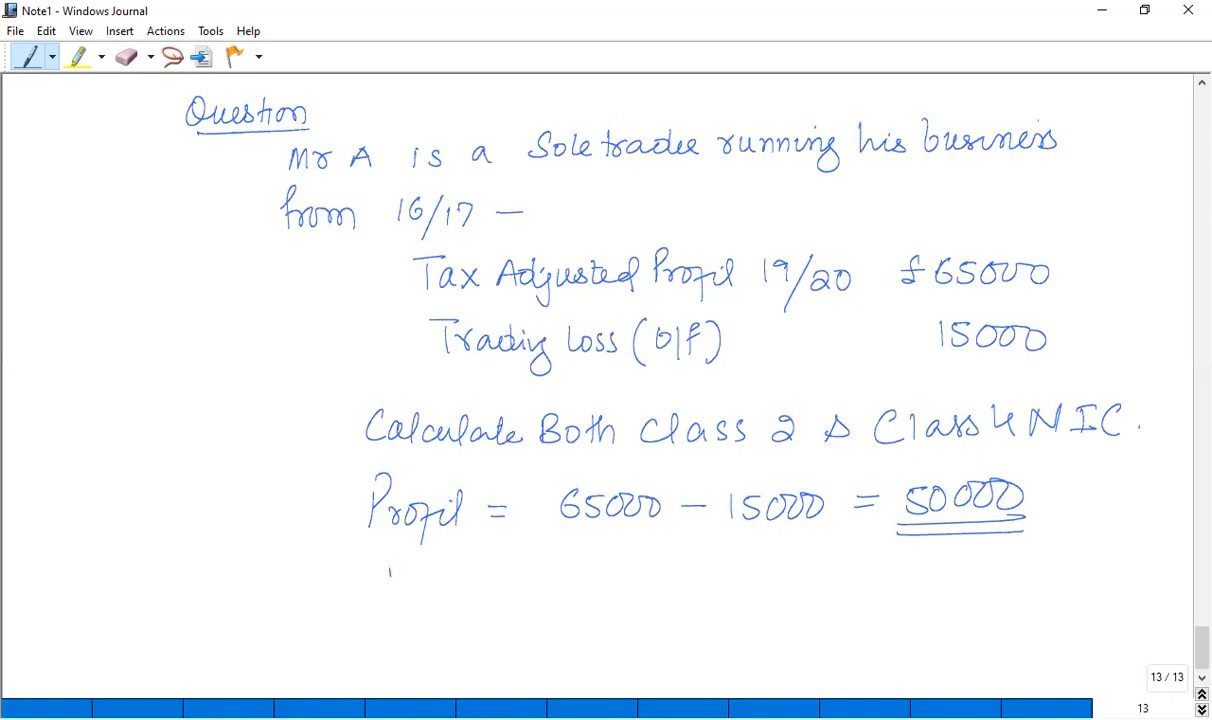 Note1 - Windows Journal
File Edit View Insert Actions Tools Help
Question
Mr A is a Sole trader running his business
from 16/17 —
Tax Adjusted Profit 19/20 £65000
Trading loss (b/f) 15000
Calculate Both Class 2 & Class 4 NIC.
Profit = 65000 - 15000 = 50000
13 / 13
13